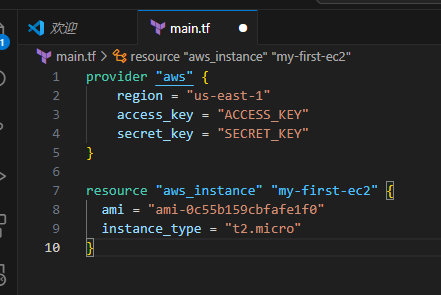 欢迎
main.tf
main.tf > resource "aws_instance" "my-first-ec2"
1 provider "aws" {
2 region = "us-east-1"
3 access_key = "ACCESS_KEY"
4 secret_key = "SECRET_KEY"
5 }
6
7 resource "aws_instance" "my-first-ec2" {
8 ami = "ami-0c55b159cbfafe1f0"
9 instance_type = "t2.micro"
10 }